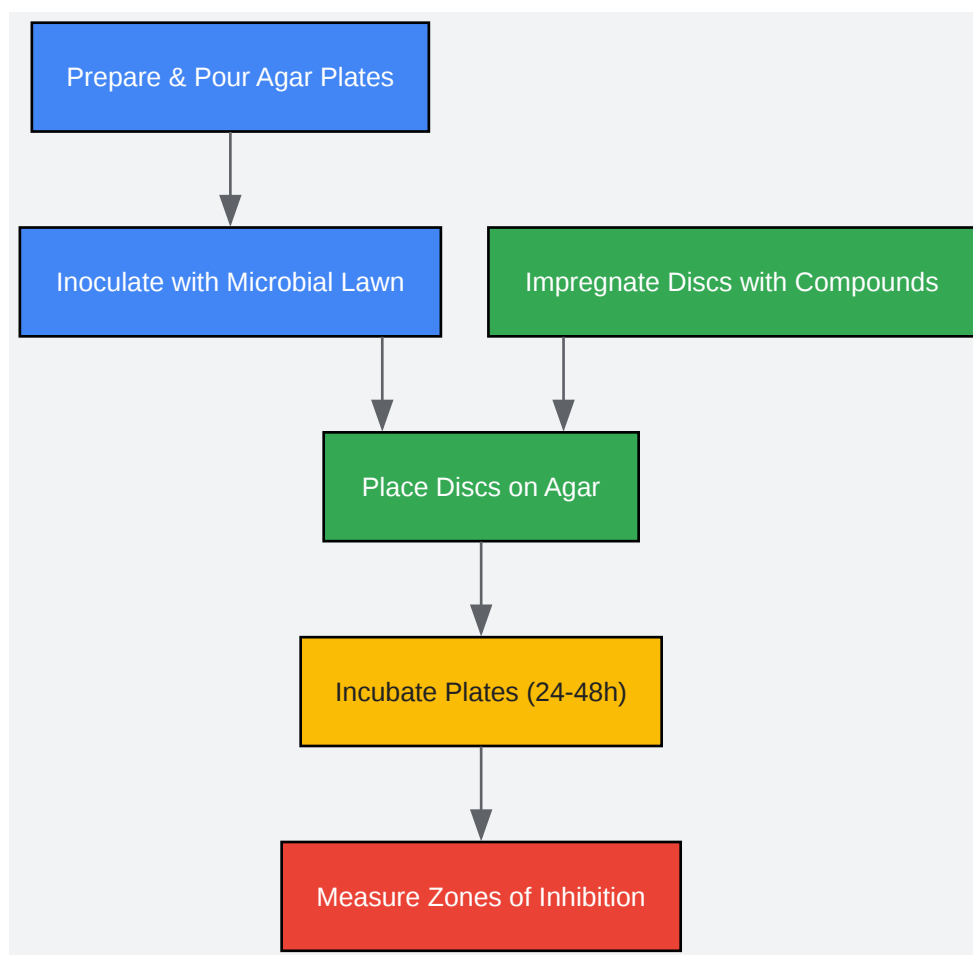 Prepare & Pour Agar Plates
Inoculate with Microbial Lawn
Impregnate Discs with Compounds
Place Discs on Agar
Incubate Plates (24-48h)
Measure Zones of Inhibition